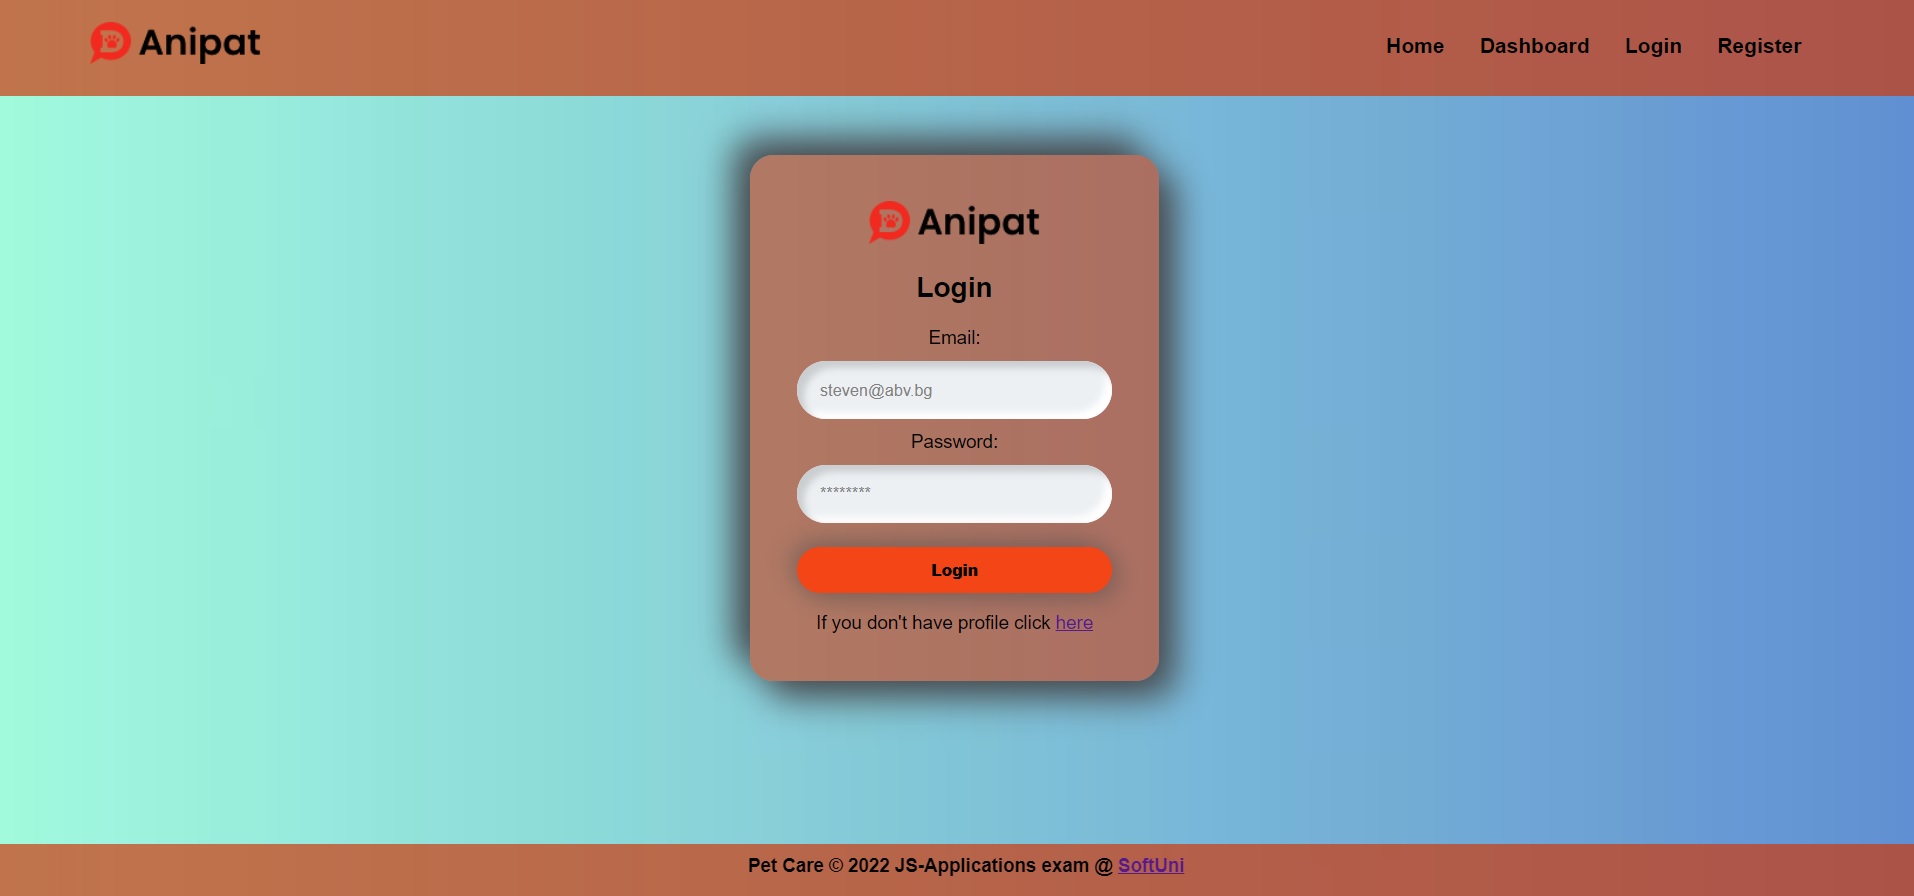 Anipat
Home Dashboard Login Register
Anipat
Login
Email:
steven@abv.bg
Password:
********
Login
If you don't have profile click here
Pet Care © 2022 JS-Applications exam @ SoftUni